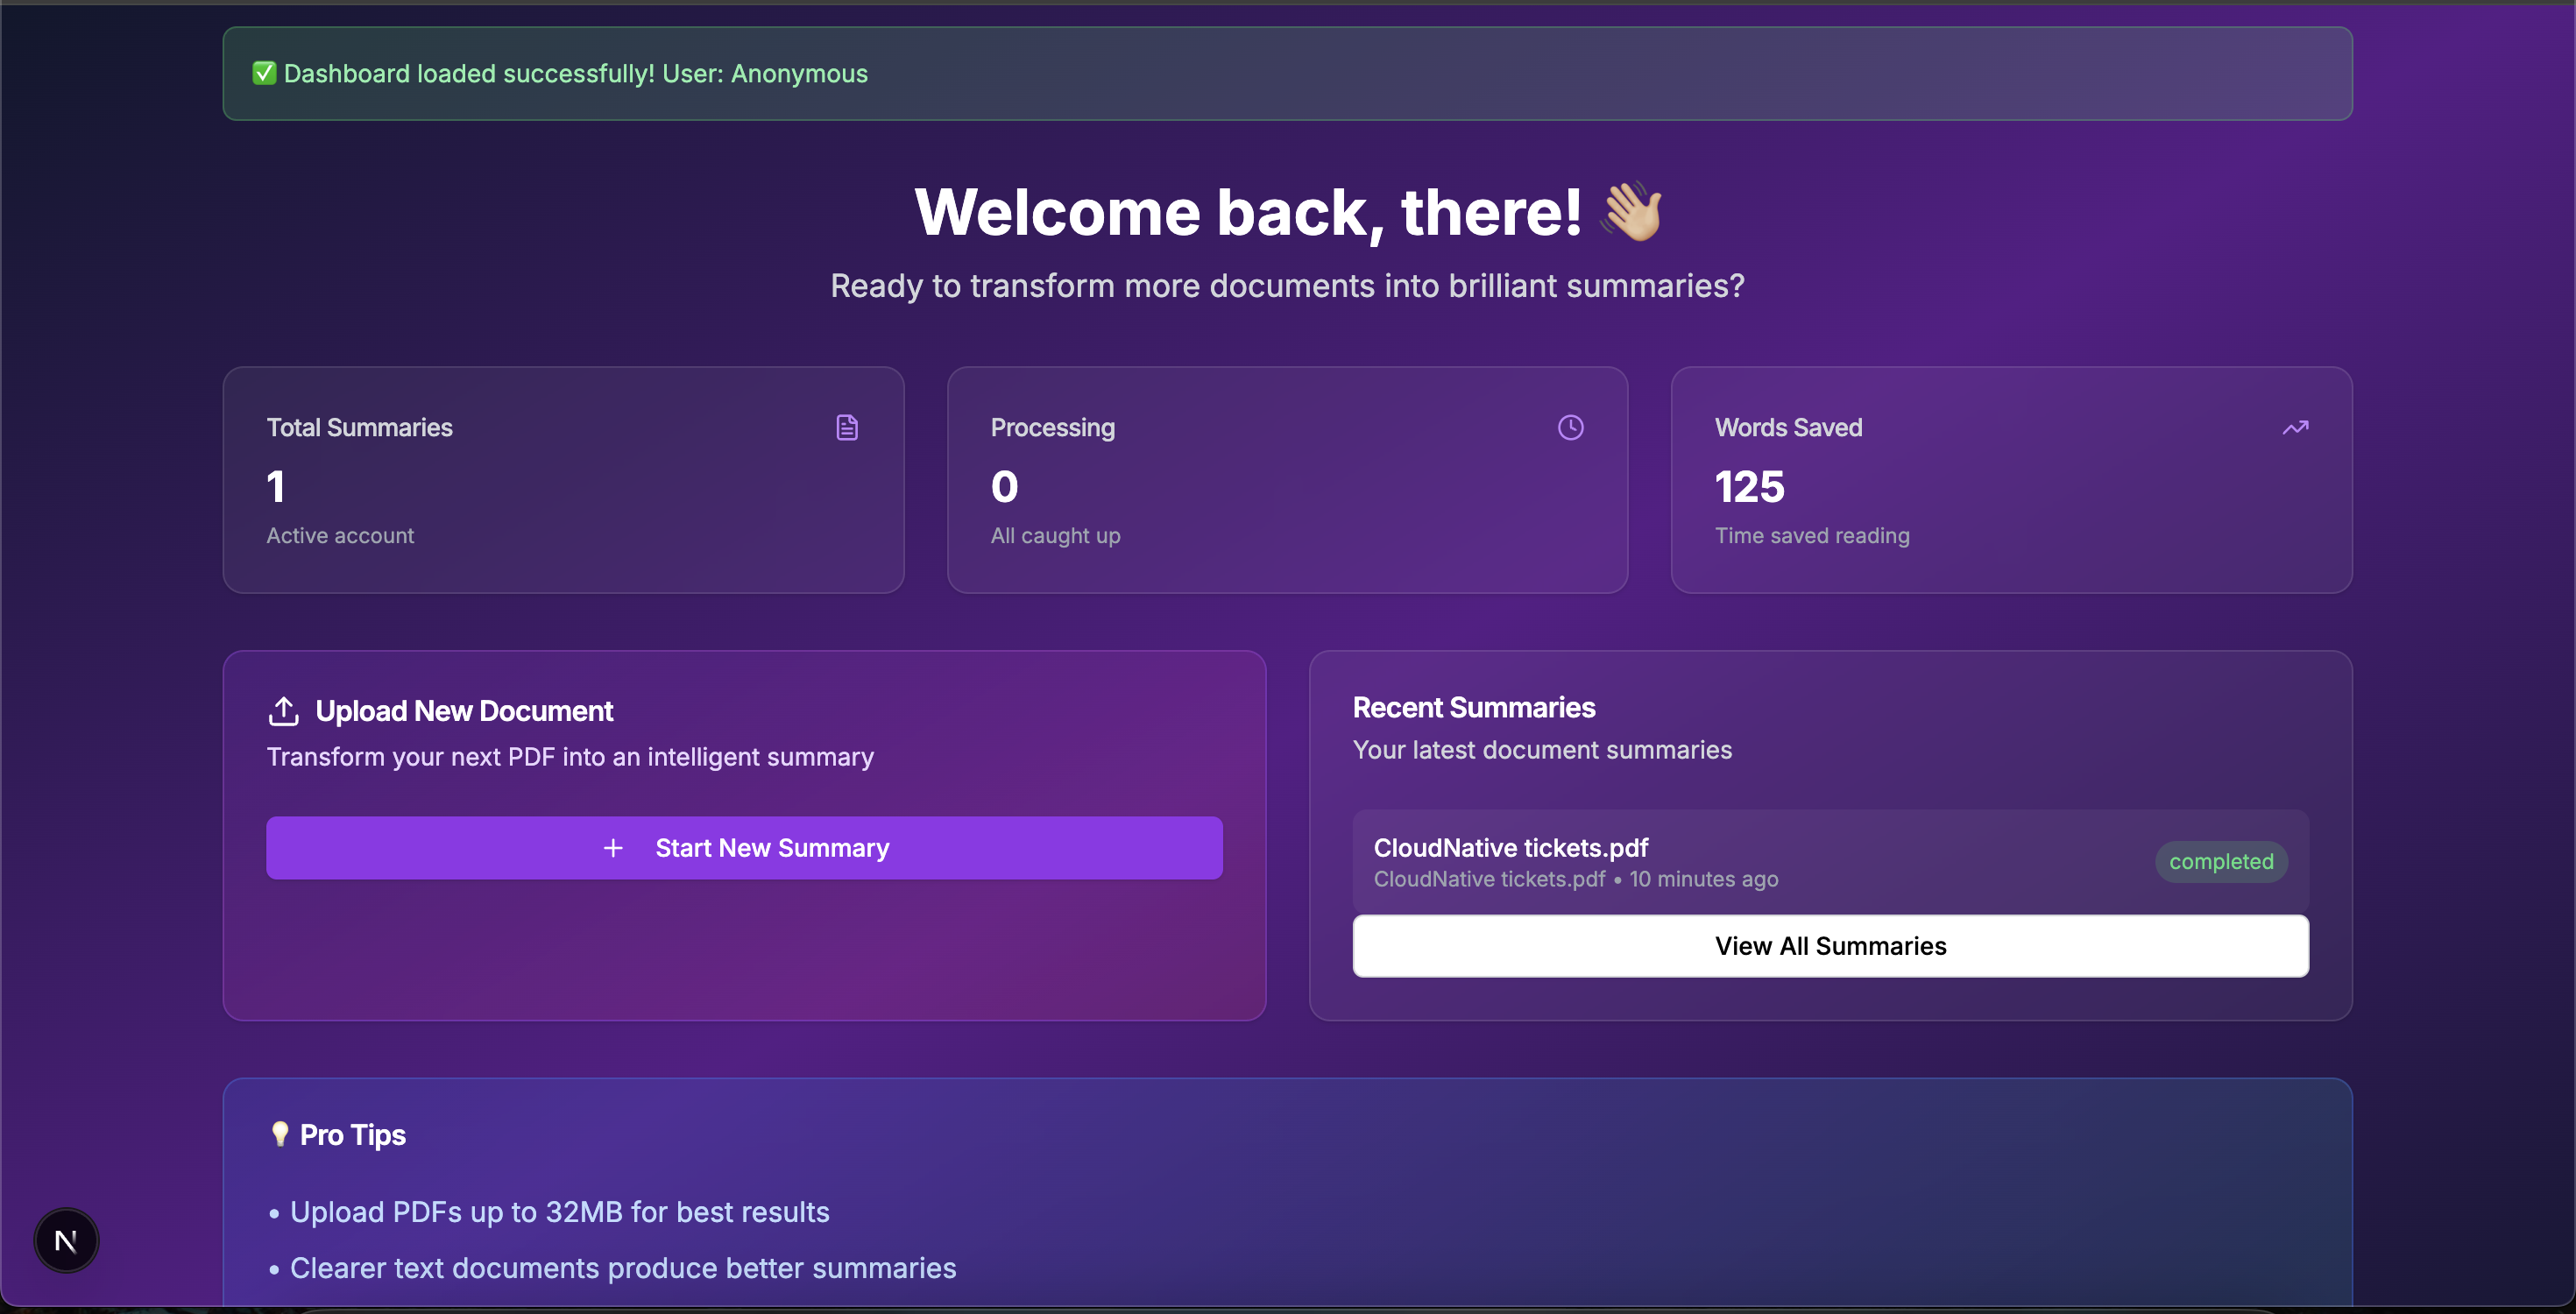 ✅ Dashboard loaded successfully! User: Anonymous
Welcome back, there! 👋🏼
Ready to transform more documents into brilliant summaries?
Total Summaries
1
Active account
Processing
0
All caught up
Words Saved
125
Time saved reading
Upload New Document
Transform your next PDF into an intelligent summary
+ Start New Summary
Recent Summaries
Your latest document summaries
CloudNative tickets.pdf
CloudNative tickets.pdf • 10 minutes ago
completed
View All Summaries
💡 Pro Tips
• Upload PDFs up to 32MB for best results
• Clearer text documents produce better summaries
N